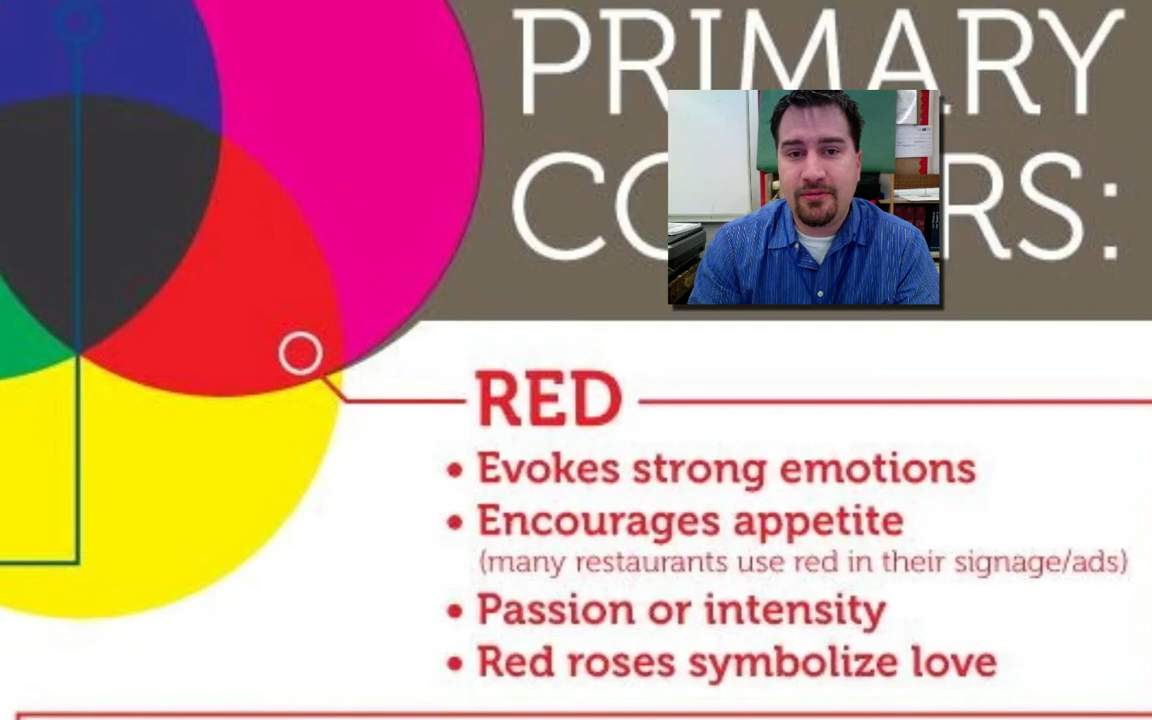 PRIMARY
CO RS:
RED
• Evokes strong emotions
• Encourages appetite
(many restaurants use red in their signage/ads)
• Passion or intensity
• Red roses symbolize love